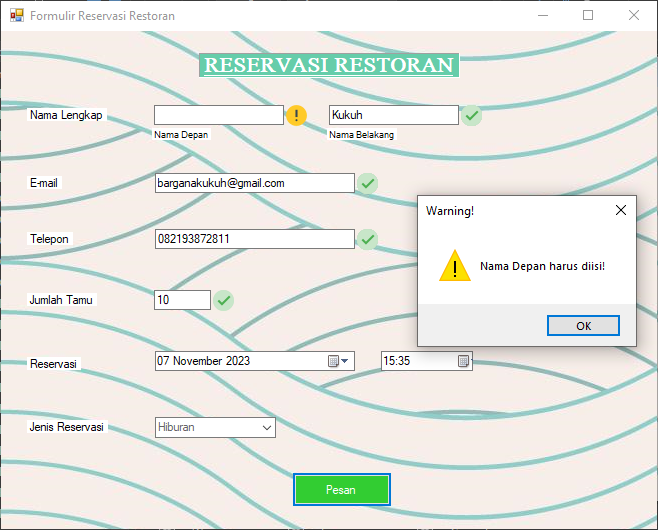 Formulir Reservasi Restoran
RESERVASI RESTORAN
Nama Lengkap
Kukuh
Nama Depan
Nama Belakang
E-mail
barganakukuh@gmail.com
Telepon
082193872811
Jumlah Tamu
10
Reservasi
07 November 2023
15:35
Jenis Reservasi
Hiburan
Pesan
Warning!
Nama Depan harus diisi!
OK